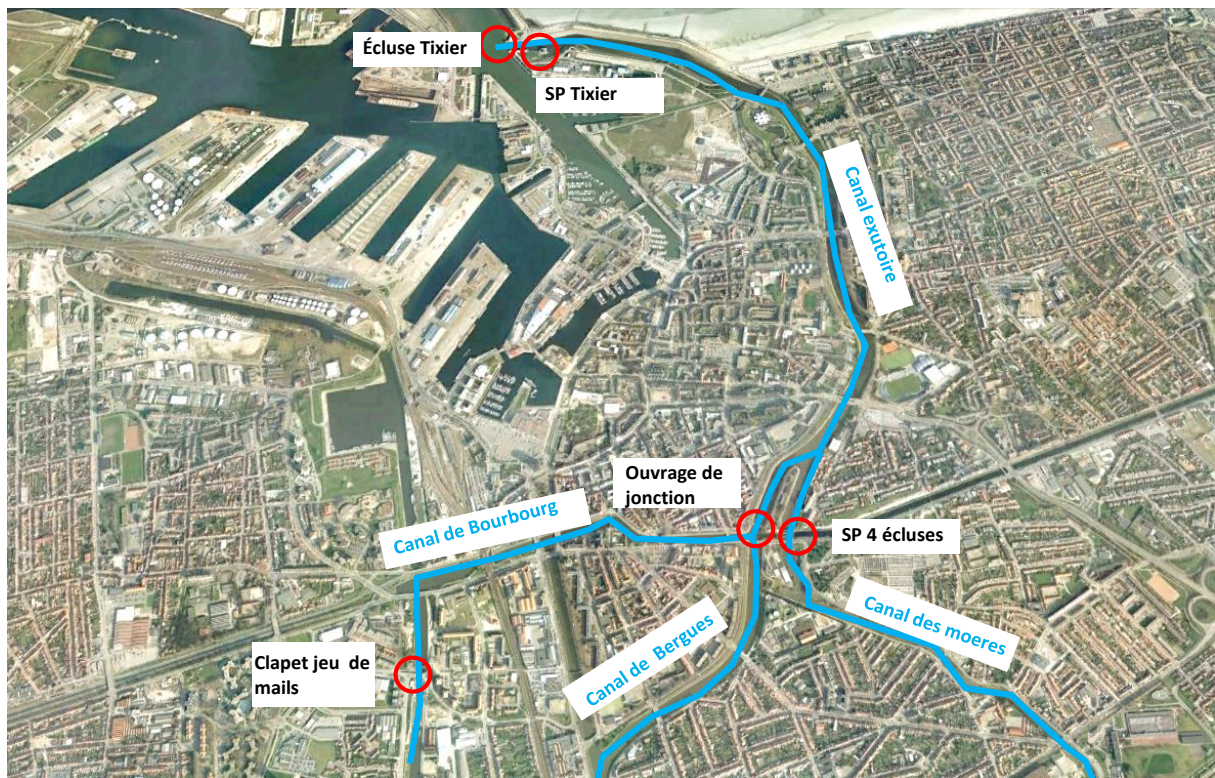 Écluse Tixier
SP Tixier
Canal exutoire
Ouvrage de
jonction
Canal de Bourbourg
SP 4 écluses
Canal des moeres
Canal de Bergues
Clapet jeu de
mails